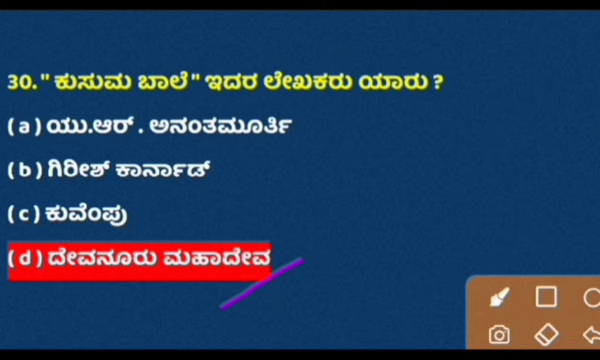 30." ಕುಸುಮ ಬಾಲೆ" ಇದರ ಲೇಖಕರು ಯಾರು ?
( a ) ಯು.ಆರ್ . ಅನಂತಮೂರ್ತಿ
( b ) ಗಿರೀಶ್ ಕಾರ್ನಾಡ್
( c ) ಕುವೆಂಪು
( d ) ದೇವನೂರು ಮಹಾದೇವ